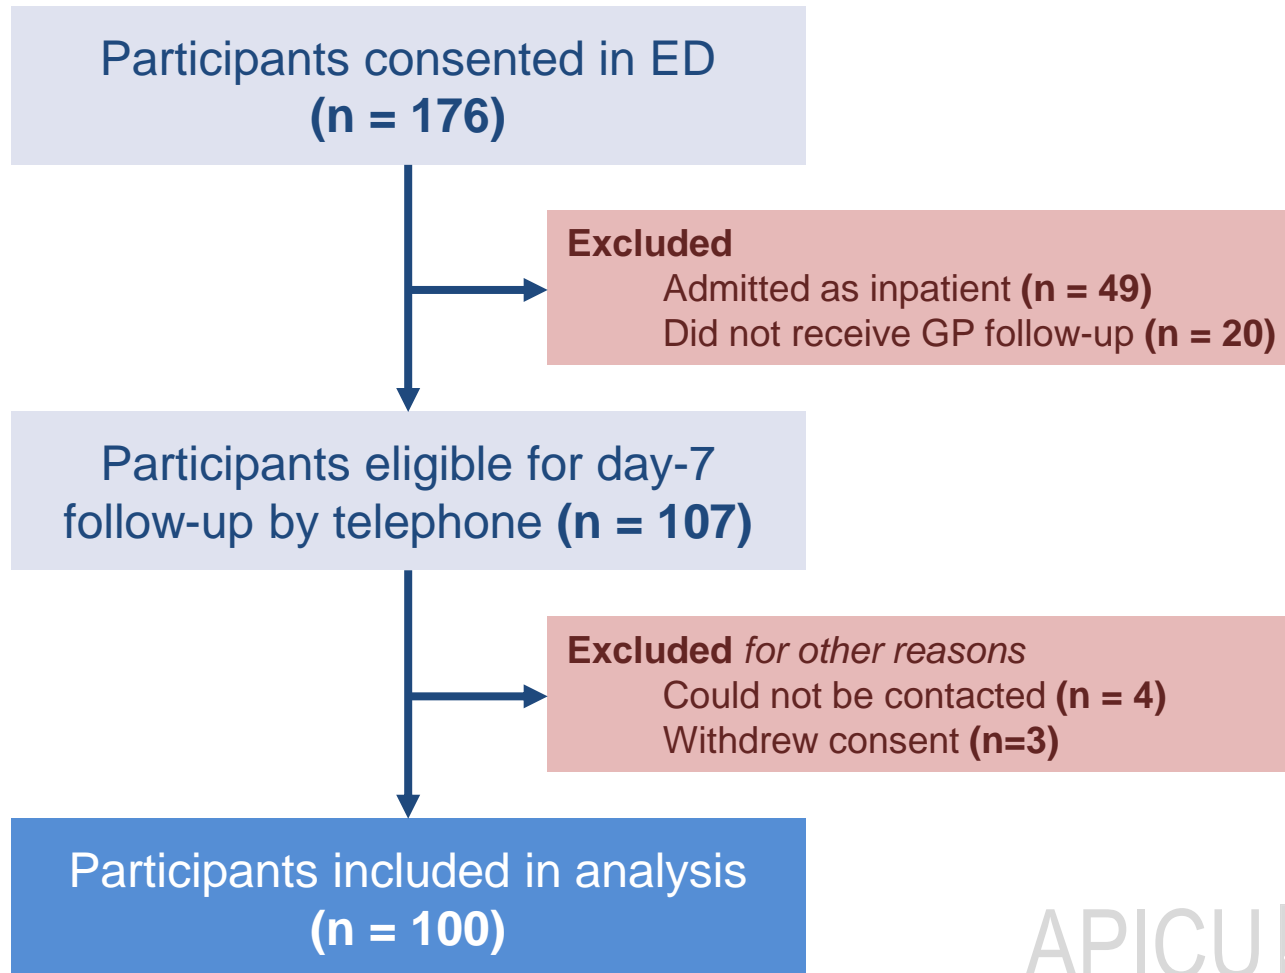 Participants consented in ED
(n = 176)
Excluded
Admitted as inpatient (n = 49)
Did not receive GP follow-up (n = 20)
Participants eligible for day-7
follow-up by telephone (n = 107)
Excluded for other reasons
Could not be contacted (n = 4)
Withdrew consent (n=3)
Participants included in analysis
(n = 100)
APICU